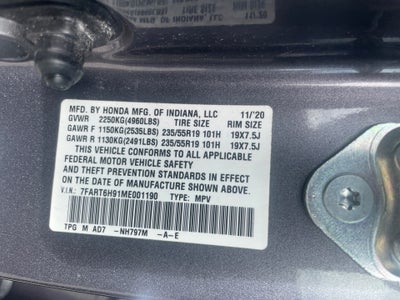 MFD. BY HONDA MFG. OF INDIANA, LLC 11/'20
GVWR 2250KG(4960LBS) TIRE SIZE RIM SIZE
GAWR F 1150KG(2535LBS) 235/55R19 101H 19X7.5J
GAWR R 1130KG(2491LBS) 235/55R19 101H 19X7.5J
THIS VEHICLE CONFORMS TO ALL APPLICABLE
FEDERAL MOTOR VEHICLE SAFETY
AND THEFT PREVENTION STANDARDS IN EFFECT
ON THE DATE OF MANUFACTURE SHOWN ABOVE.
V.I.N.: 7FART6H91ME001190 TYPE: MPV
TPG M AD7 -NH797M -A-E